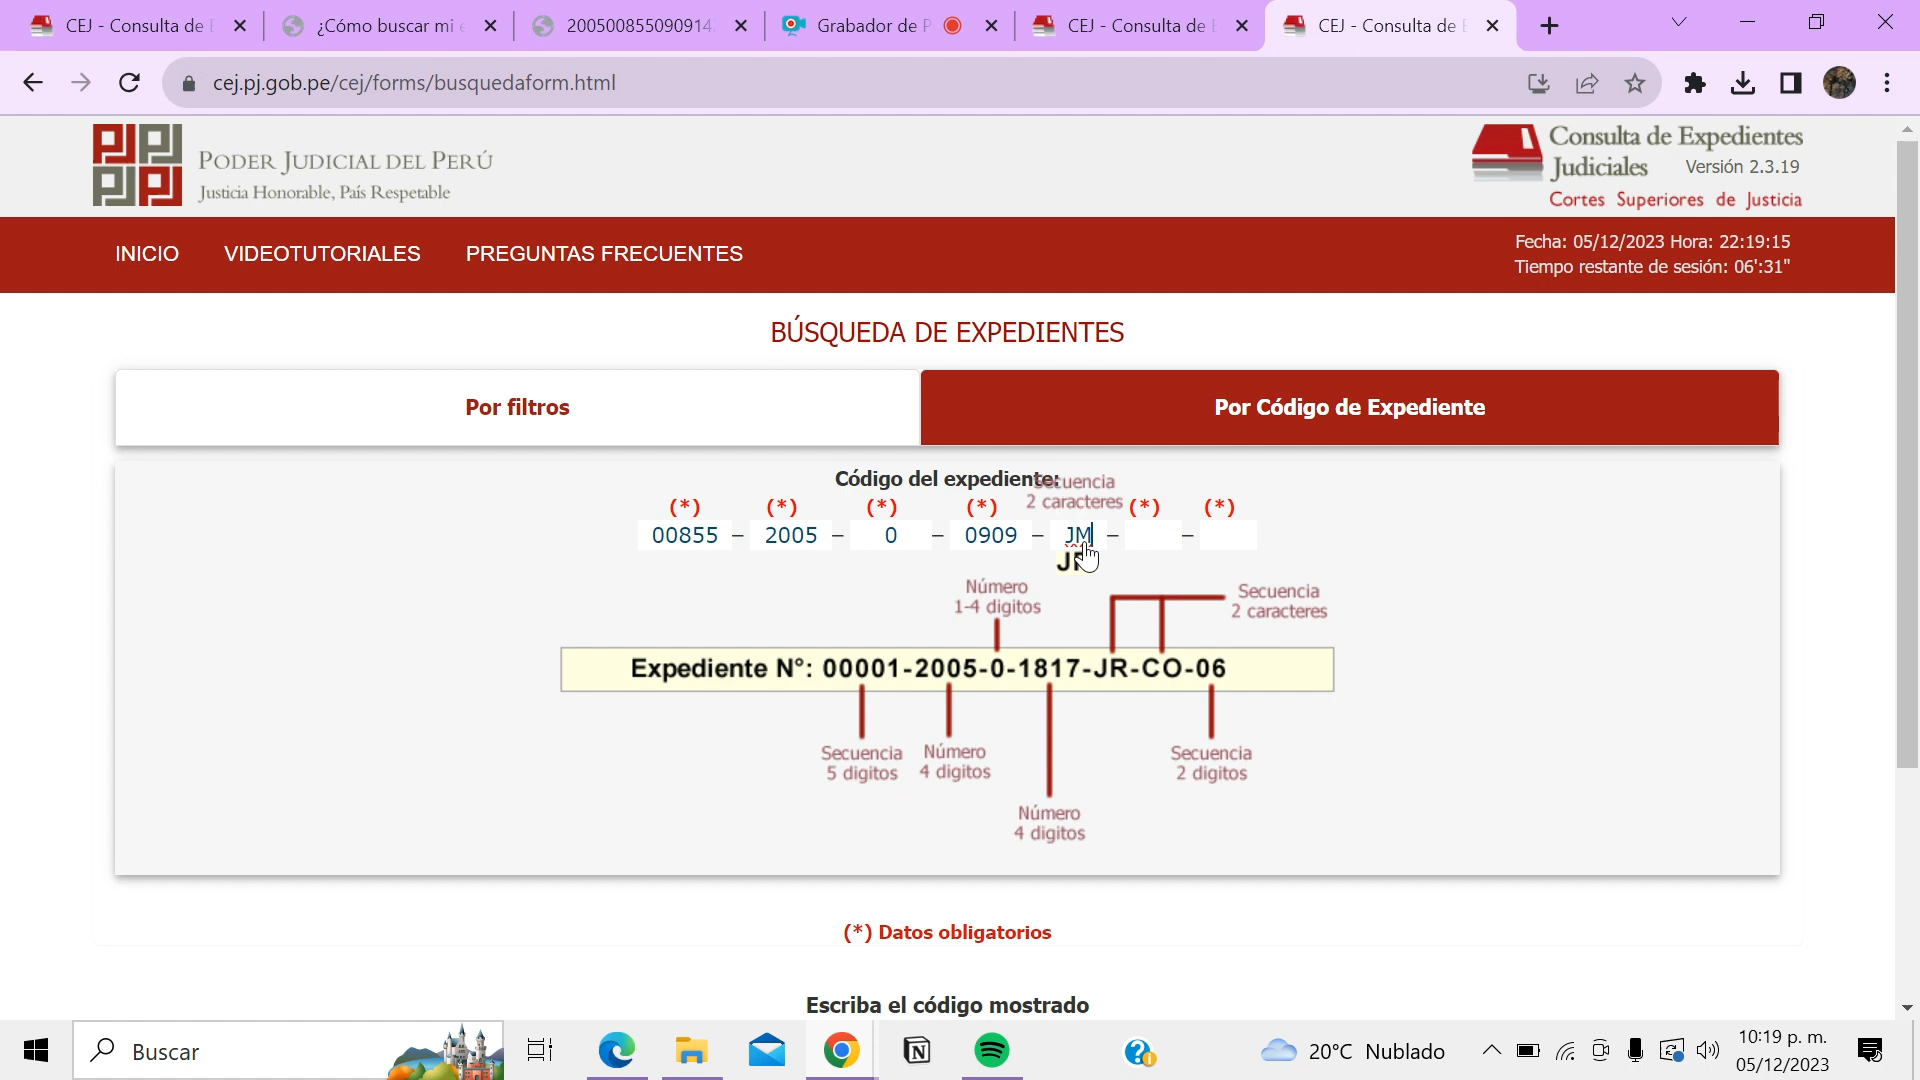 CEJ - Consulta de E
¿Cómo buscar mi e
200500855090914
Grabador de P
CEJ - Consulta de E
CEJ - Consulta de E
cej.pj.gob.pe/cej/forms/busquedaform.html
PODER JUDICIAL DEL PERÚ
Justicia Honorable, País Respetable
Consulta de Expedientes
Judiciales Versión 2.3.19
Cortes Superiores de Justicia
INICIO VIDEOTUTORIALES PREGUNTAS FRECUENTES
Fecha: 05/12/2023 Hora: 22:19:15
Tiempo restante de sesión: 06':31"
BÚSQUEDA DE EXPEDIENTES
Por filtros
Por Código de Expediente
Código del expediente:
Secuencia
2 caracteres
(*) (*) (*) (*) (*) (*)
00855 – 2005 – 0 – 0909 – JM – –
JR
Número
1-4 digitos
Secuencia
2 caracteres
Expediente N°: 00001-2005-0-1817-JR-CO-06
Secuencia
5 digitos
Número
4 digitos
Secuencia
2 digitos
Número
4 digitos
(*) Datos obligatorios
Escriba el código mostrado
Buscar
20°C Nublado
10:19 p. m.
05/12/2023